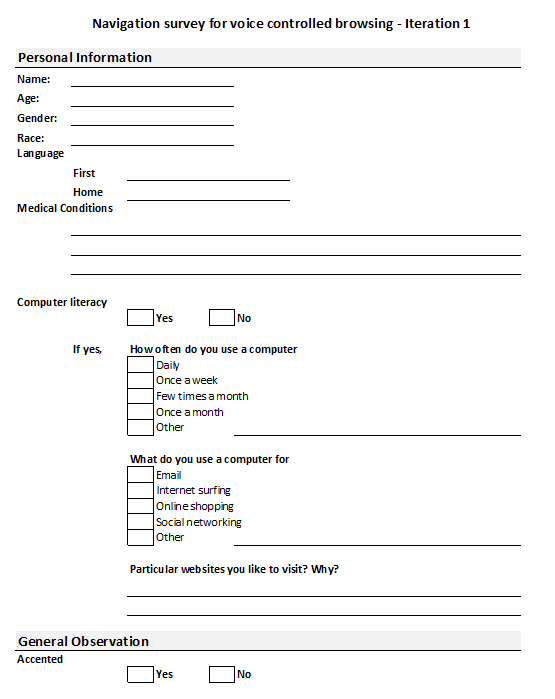 Navigation survey for voice controlled browsing - Iteration 1
Personal Information
Name:
Age:
Gender:
Race:
Language
First
Home
Medical Conditions
Computer literacy
Yes No
If yes, How often do you use a computer
Daily
Once a week
Few times a month
Once a month
Other
What do you use a computer for
Email
Internet surfing
Online shopping
Social networking
Other
Particular websites you like to visit? Why?
General Observation
Accented
Yes No